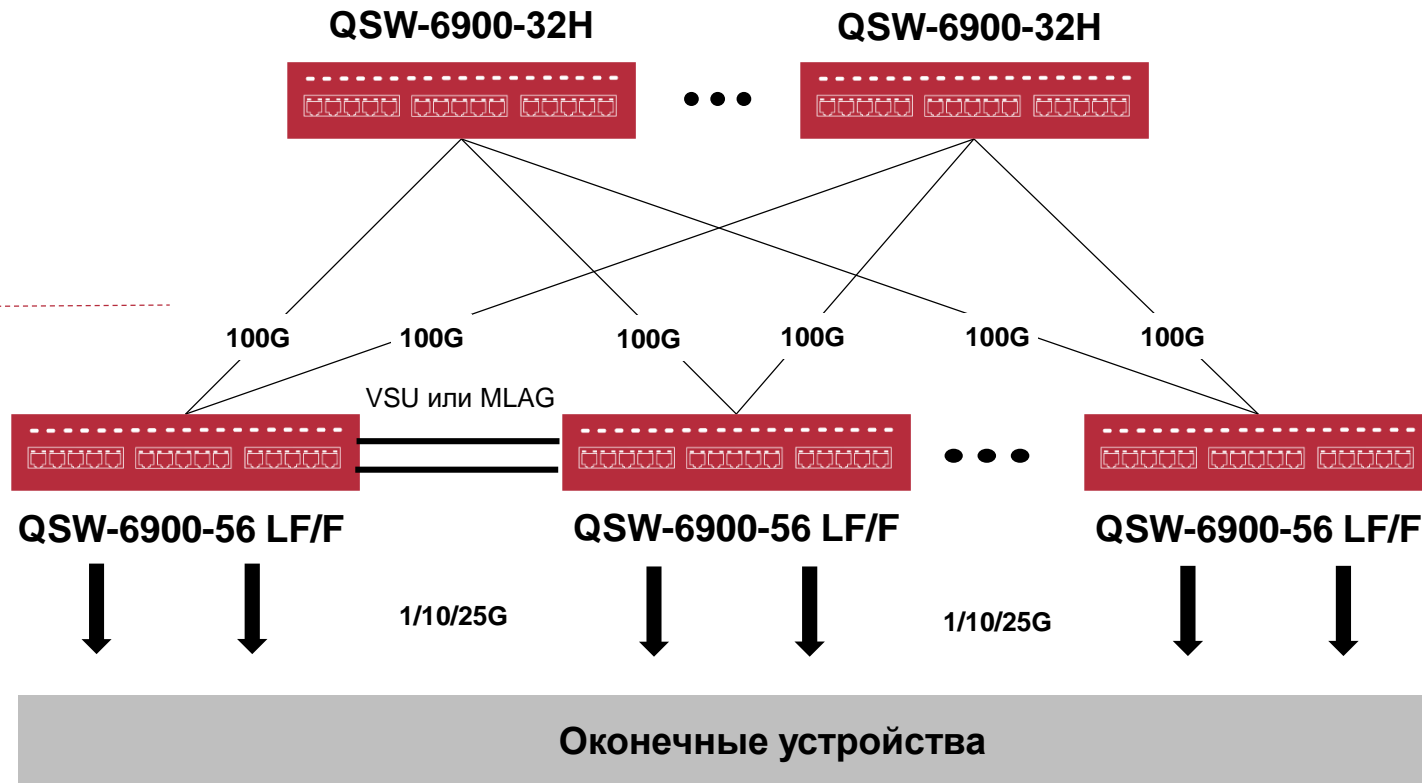 QSW-6900-32H
QSW-6900-32H
100G
100G
100G
100G
100G
100G
VSU или MLAG
QSW-6900-56 LF/F
QSW-6900-56 LF/F
QSW-6900-56 LF/F
1/10/25G
1/10/25G
Оконечные устройства